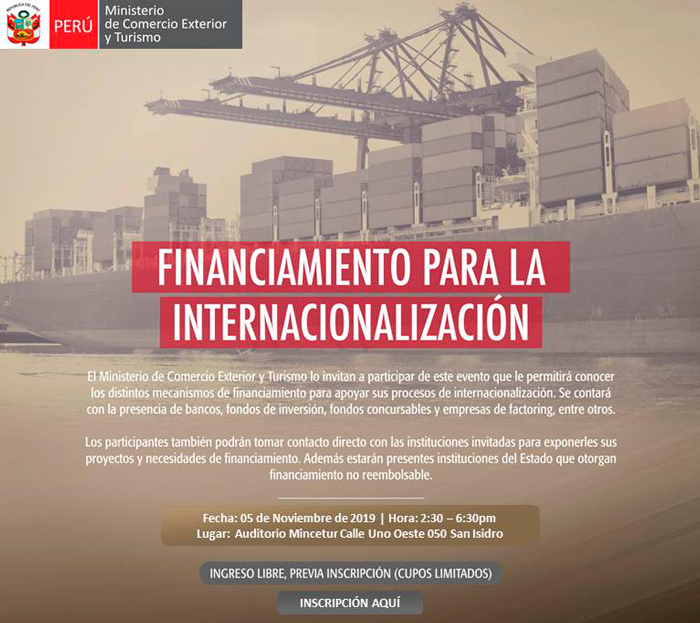 REPÚBLICA DEL PERÚ
PERÚ
Ministerio
de Comercio Exterior
y Turismo
FINANCIAMIENTO PARA LA
INTERNACIONALIZACIÓN
El Ministerio de Comercio Exterior y Turismo lo invitan a participar de este evento que le permitirá conocer
los distintos mecanismos de financiamiento para apoyar sus procesos de internacionalización. Se contará
con la presencia de bancos, fondos de inversión, fondos concursables y empresas de factoring, entre otros.
Los participantes también podrán tomar contacto directo con las instituciones invitadas para exponerles sus
proyectos y necesidades de financiamiento. Además estarán presentes instituciones del Estado que otorgan
financiamiento no reembolsable.
Fecha: 05 de Noviembre de 2019 | Hora: 2:30 – 6:30pm
Lugar: Auditorio Mincetur Calle Uno Oeste 050 San Isidro
INGRESO LIBRE, PREVIA INSCRIPCIÓN (CUPOS LIMITADOS)
INSCRIPCIÓN AQUÍ